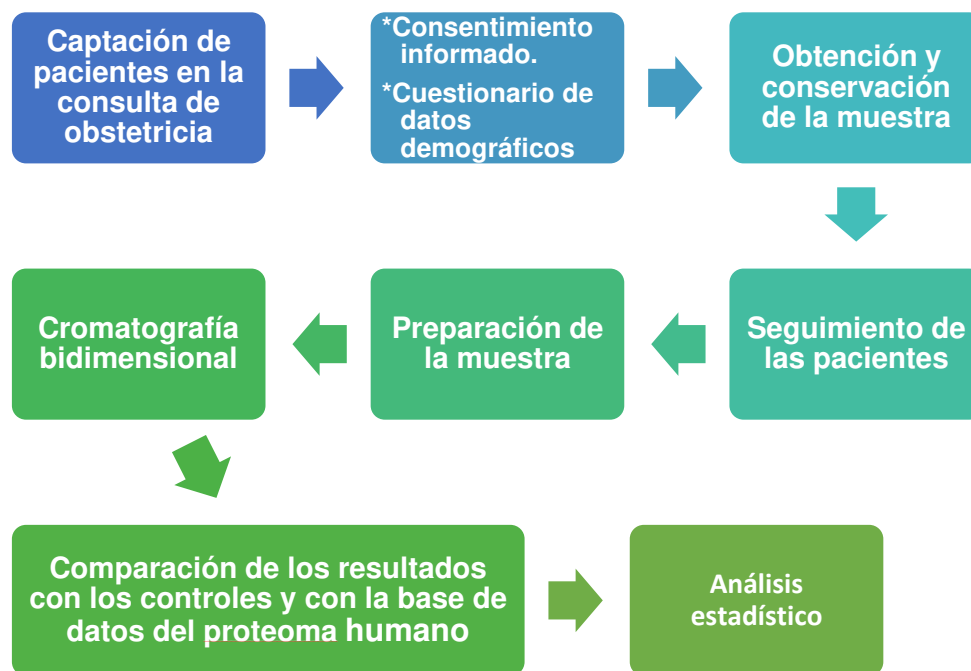 Captación de
pacientes en la
consulta de
obstetricia
*Consentimiento
informado.
*Cuestionario de
datos
demográficos
Obtención y
conservación
de la muestra
Seguimiento de
las pacientes
Preparación de
la muestra
Cromatografía
bidimensional
Comparación de los resultados
con los controles y con la base de
datos del proteoma humano
Análisis
estadístico